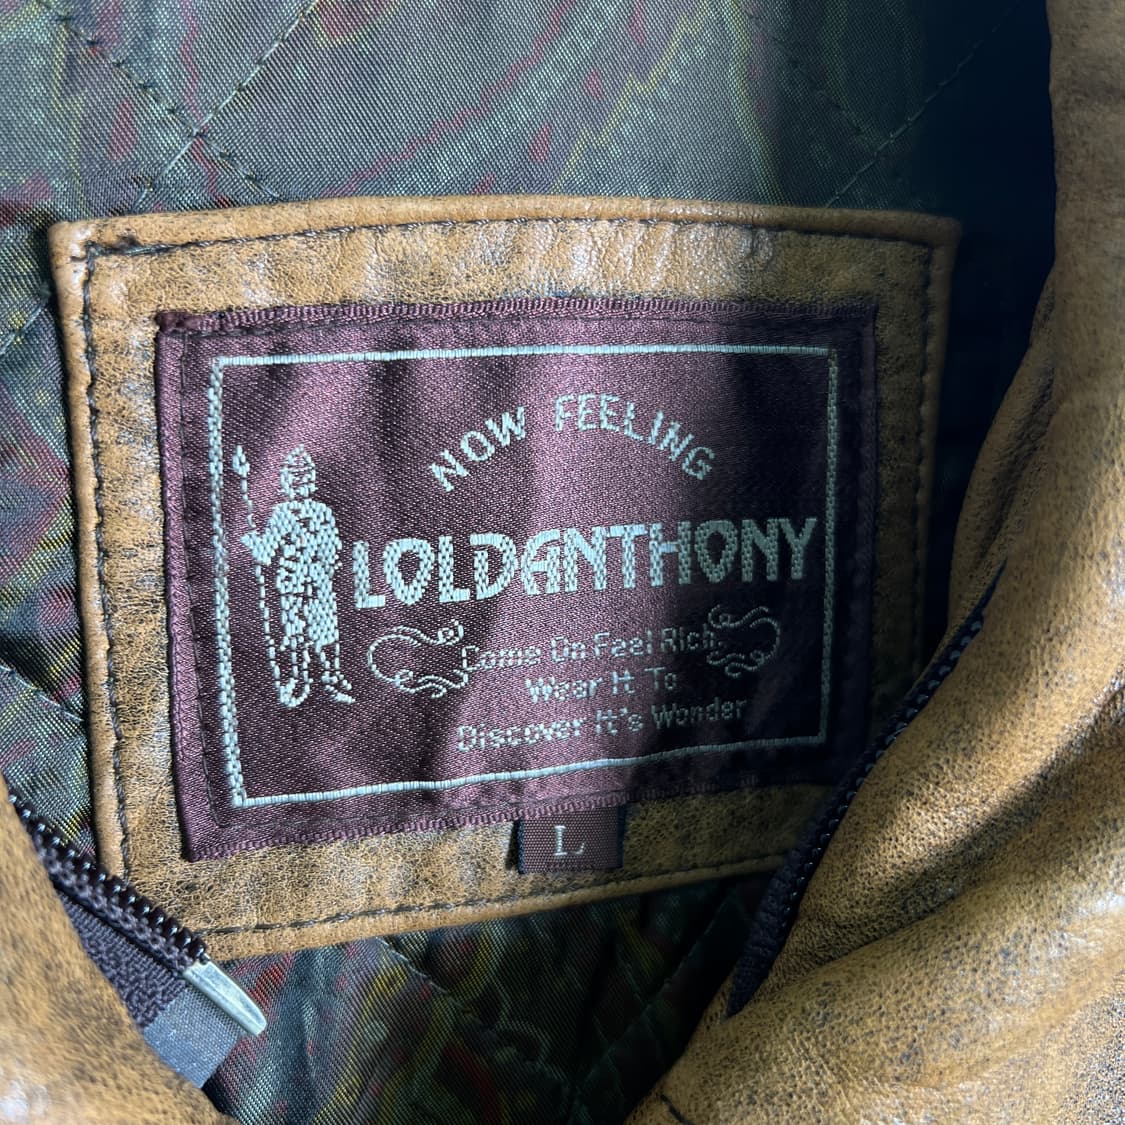 NOW FEELING
LOLDANTHONY
Come On Feel Rich
Wear It To
Discover It's Wonder
L